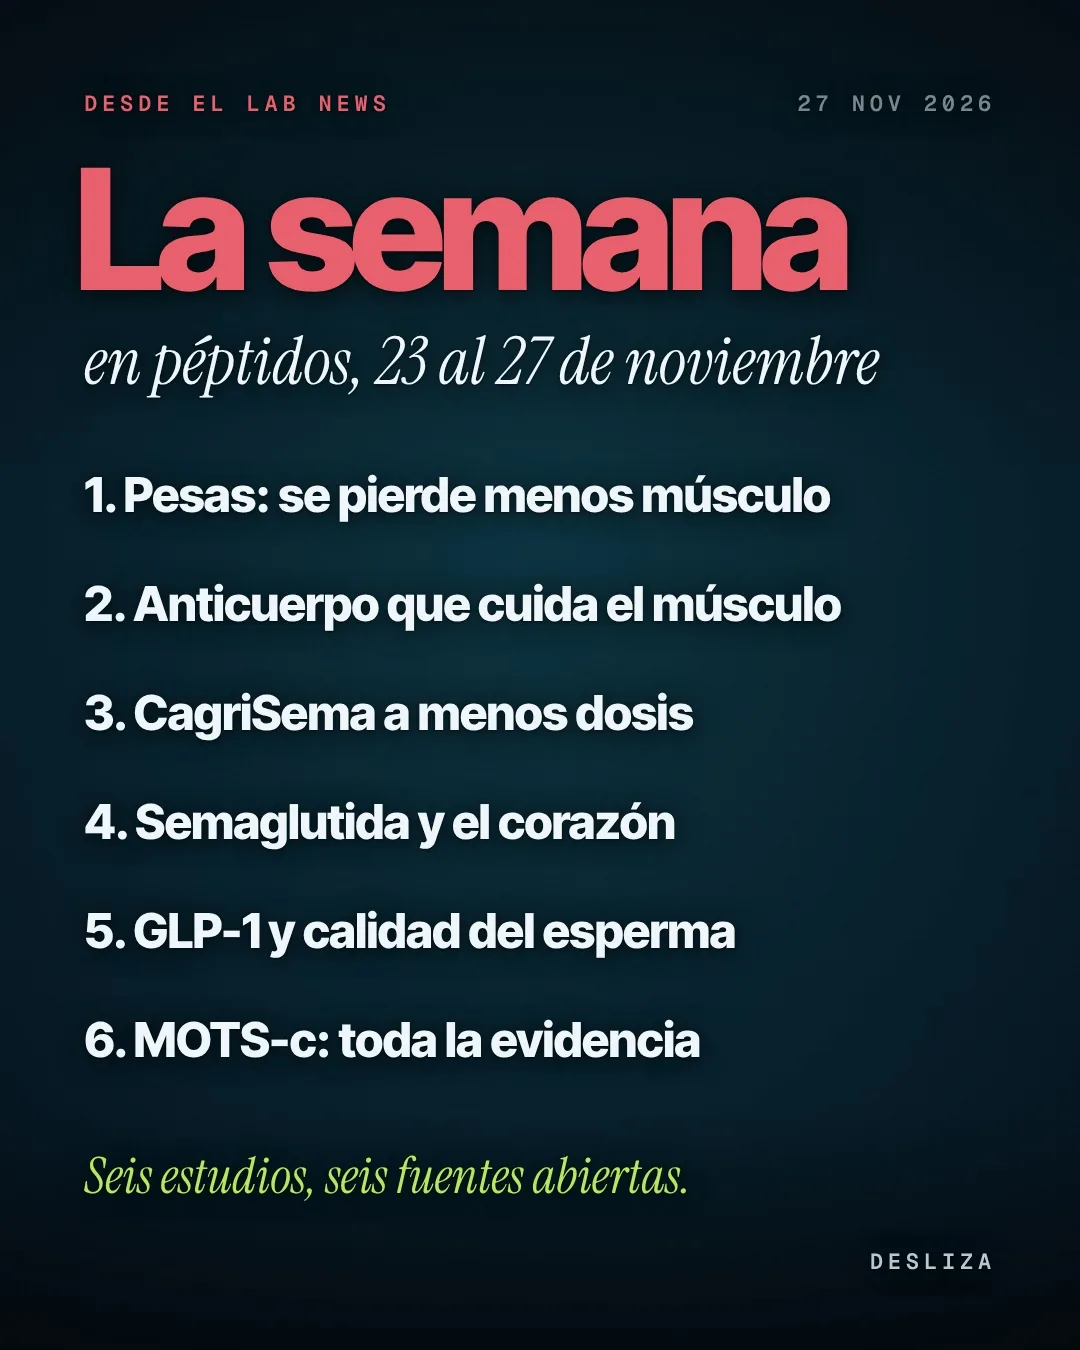 DESDE EL LAB NEWS
27 NOV 2026
La semana
en péptidos, 23 al 27 de noviembre
1. Pesas: se pierde menos músculo
2. Anticuerpo que cuida el músculo
3. CagriSema a menos dosis
4. Semaglutida y el corazón
5. GLP-1 y calidad del esperma
6. MOTS-c: toda la evidencia
Seis estudios, seis fuentes abiertas.
DESLIZA